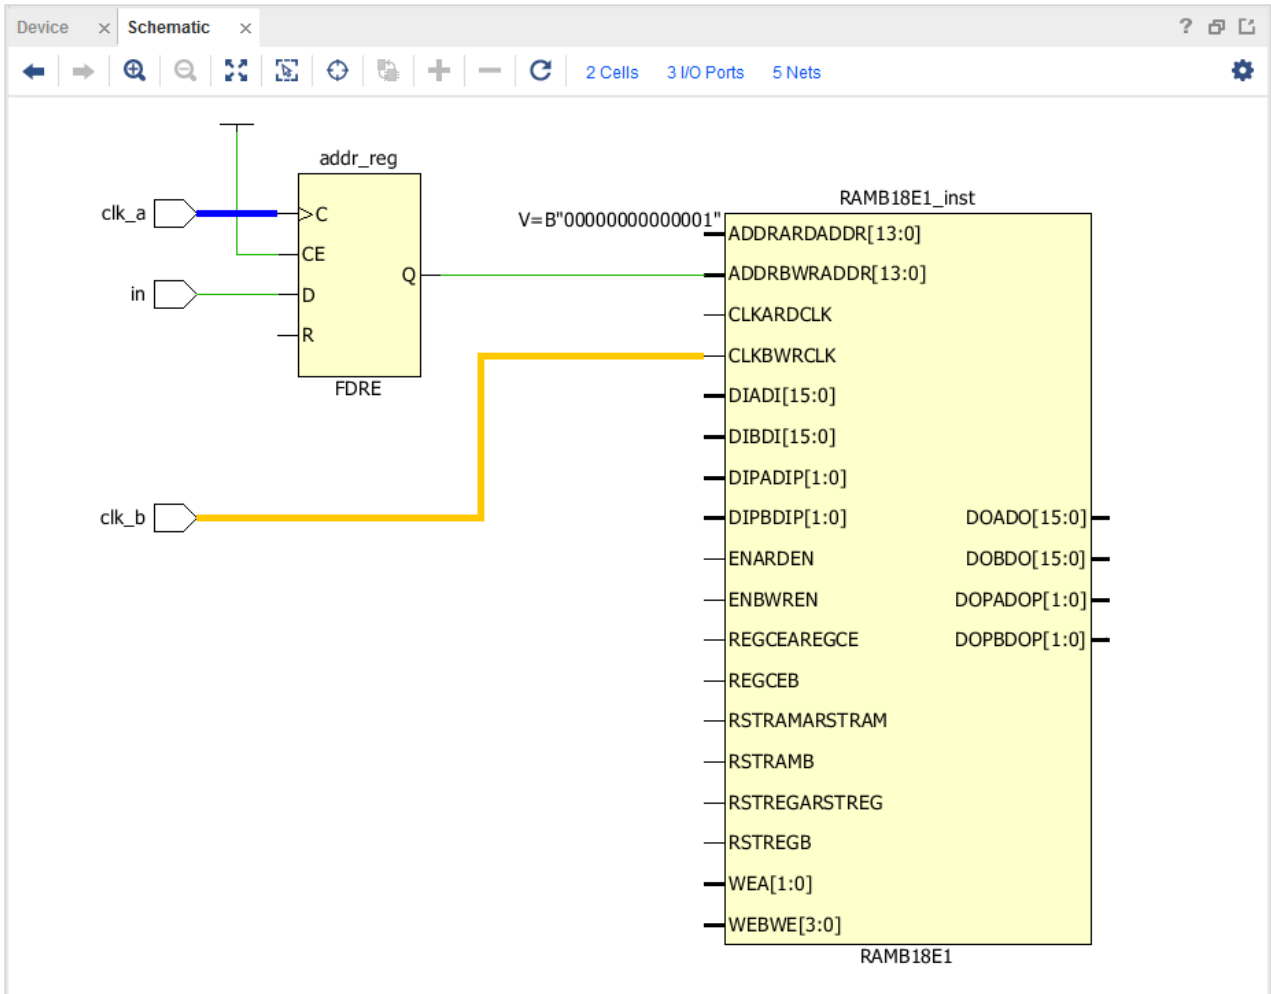 Device × Schematic ×
2 Cells 3 I/O Ports 5 Nets
addr_reg
clk_a
C
CE
Q
in
D
R
FDRE
clk_b
RAMB18E1_inst
V=B"00000000000001"
ADDRARDADDR[13:0]
ADDRBWRADDR[13:0]
CLKARDCLK
CLKBWRCLK
DIADI[15:0]
DIBDI[15:0]
DIPADIP[1:0]
DIPBDIP[1:0] DOADO[15:0]
ENARDEN DOBDO[15:0]
ENBWREN DOPADOP[1:0]
REGCEAREGCE DOPBDOP[1:0]
REGCEB
RSTRAMARSTRAM
RSTRAMB
RSTREGARSTREG
RSTREGB
WEA[1:0]
WEBWE[3:0]
RAMB18E1